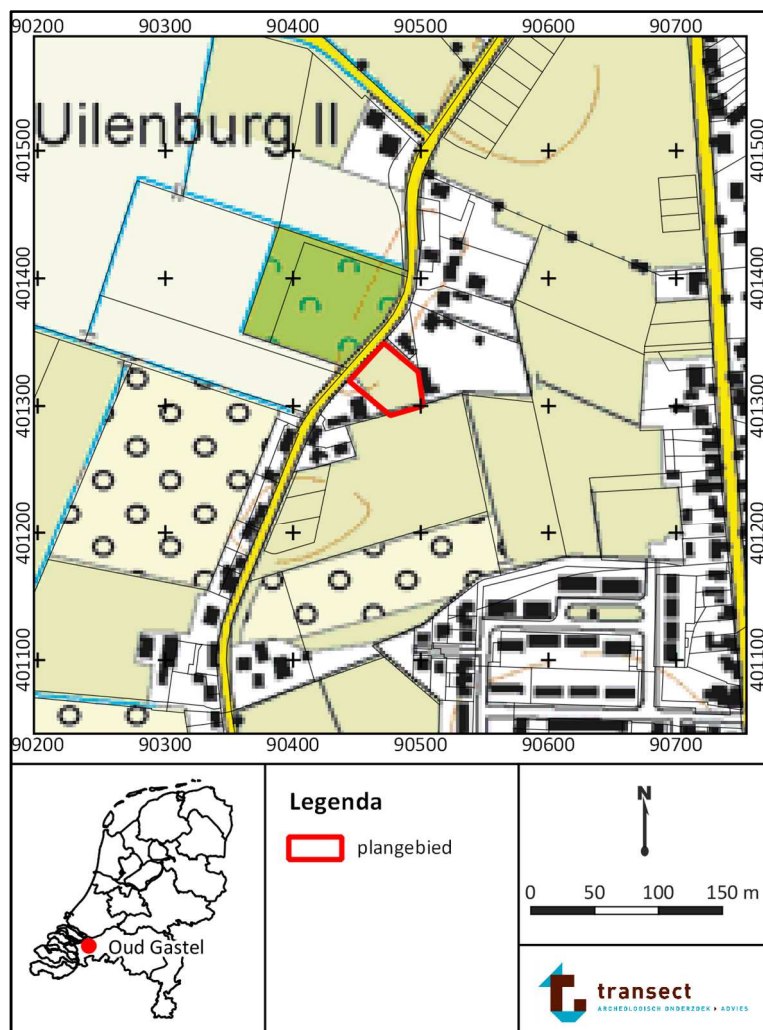 90200 90300 90400 90500 90600 90700
Uilenburg II
401500 401500
401400 401400
401300 401300
401200 401200
401100 401100
90200 90300 90400 90500 90600 90700
Legenda
plangebied
Oud Gastel
N
0 50 100 150 m
transect
ARCHEOLOGISCH ONDERZOEK ▸ ADVIES